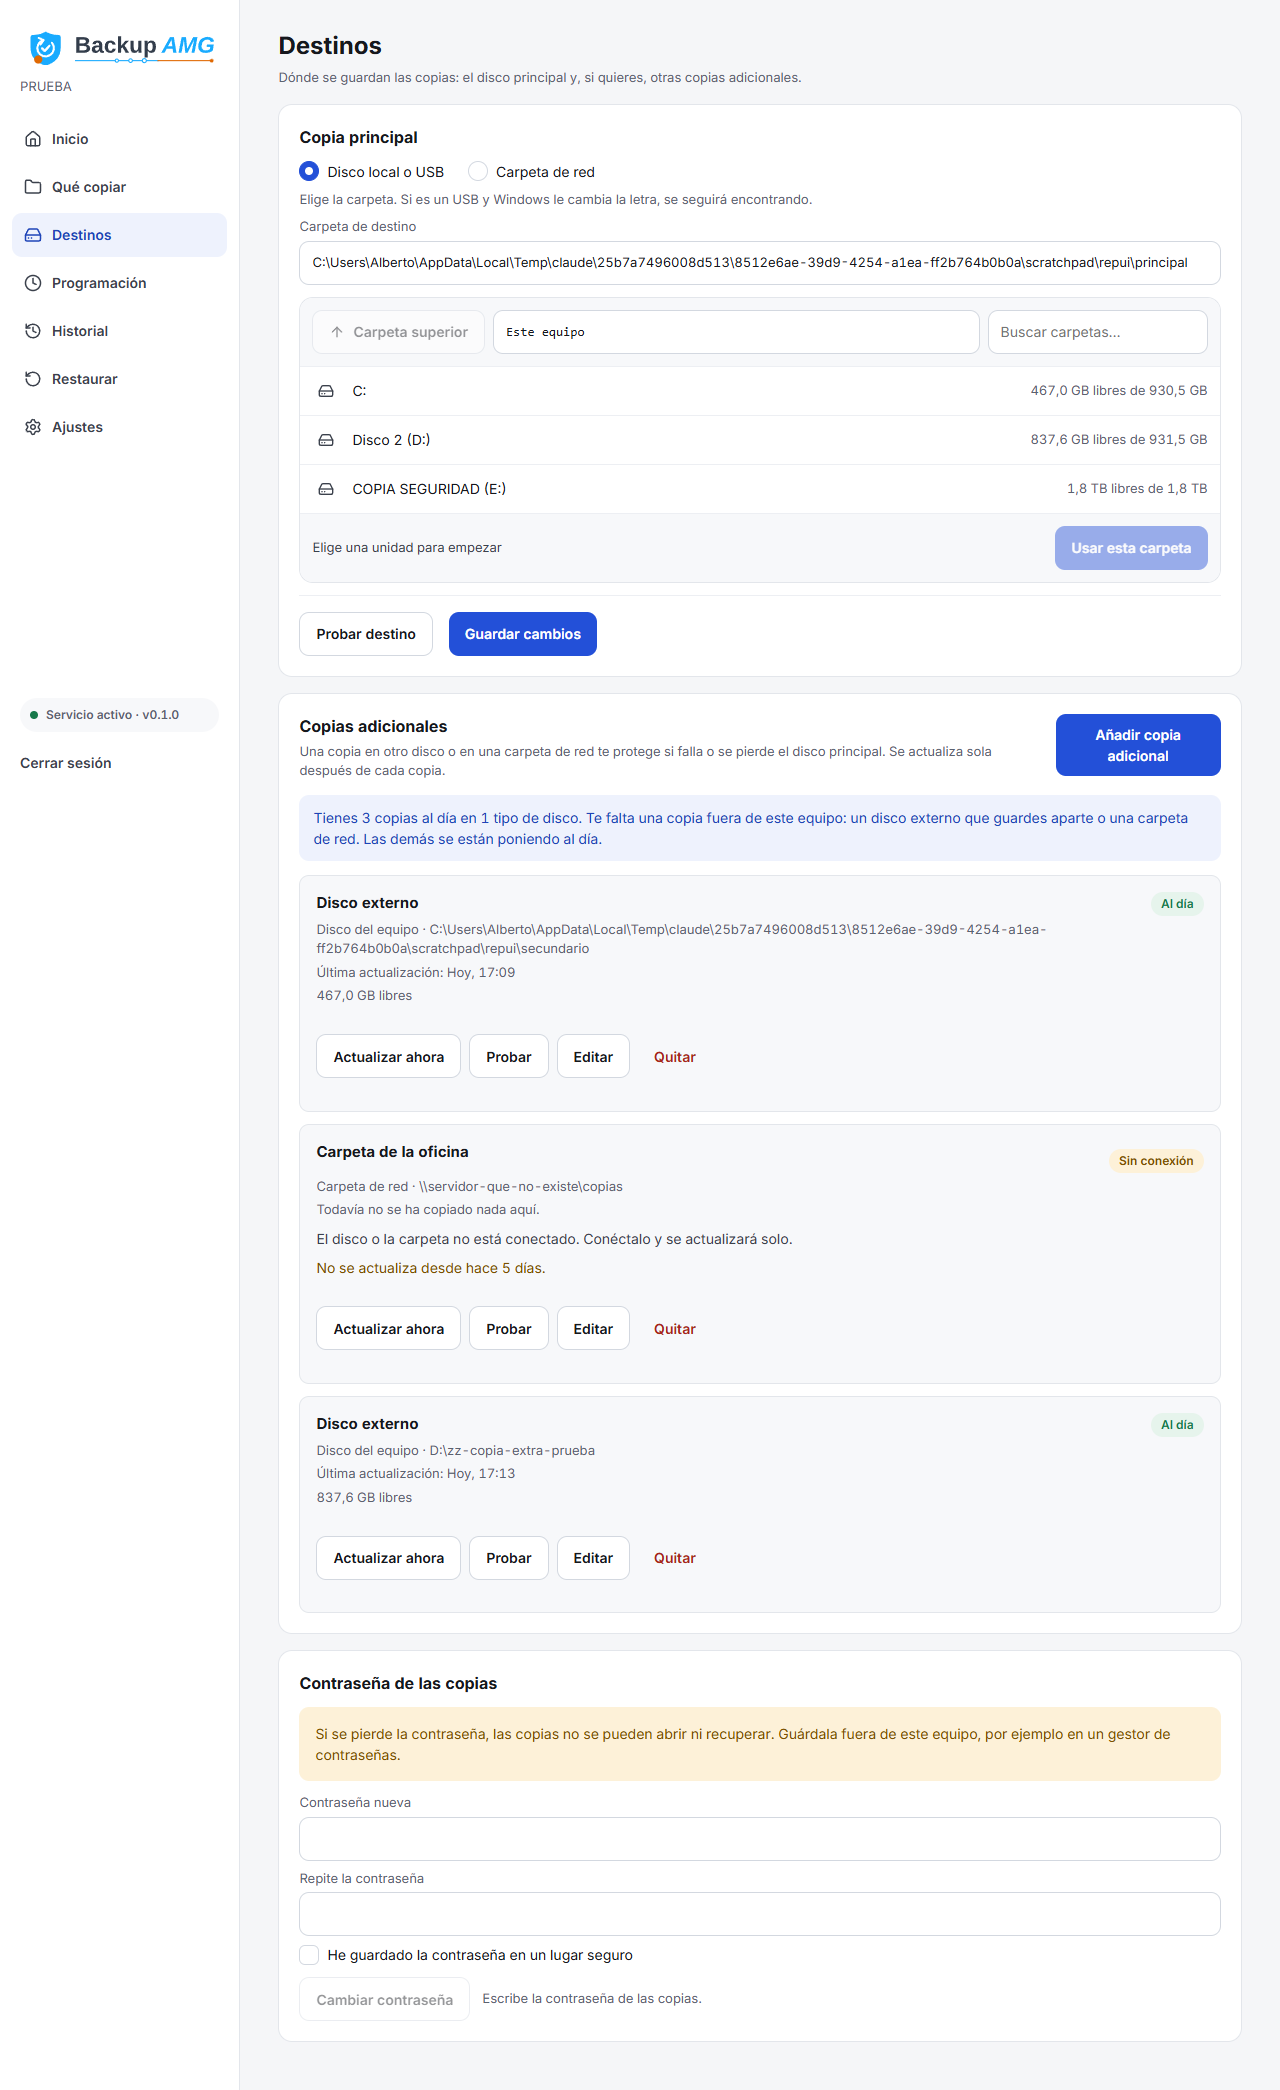 Backup AMG
PRUEBA
Inicio
Qué copiar
Destinos
Programación
Historial
Restaurar
Ajustes
Servicio activo · v0.1.0
Cerrar sesión
Destinos
Dónde se guardan las copias: el disco principal y, si quieres, otras copias adicionales.
Copia principal
Disco local o USB
Carpeta de red
Elige la carpeta. Si es un USB y Windows le cambia la letra, se seguirá encontrando.
Carpeta de destino
C:\Users\Alberto\AppData\Local\Temp\claude\25b7a7496008d513\8512e6ae-39d9-4254-a1ea-ff2b764b0b0a\scratchpad\repui\principal
Carpeta superior
Este equipo
Buscar carpetas...
C:
467,0 GB libres de 930,5 GB
Disco 2 (D:)
837,6 GB libres de 931,5 GB
COPIA SEGURIDAD (E:)
1,8 TB libres de 1,8 TB
Elige una unidad para empezar
Usar esta carpeta
Probar destino
Guardar cambios
Copias adicionales
Una copia en otro disco o en una carpeta de red te protege si falla o se pierde el disco principal. Se actualiza sola
después de cada copia.
Añadir copia
adicional
Tienes 3 copias al día en 1 tipo de disco. Te falta una copia fuera de este equipo: un disco externo que guardes aparte o una carpeta
de red. Las demás se están poniendo al día.
Disco externo
Al día
Disco del equipo · C:\Users\Alberto\AppData\Local\Temp\claude\25b7a7496008d513\8512e6ae-39d9-4254-a1ea-
ff2b764b0b0a\scratchpad\repui\secundario
Última actualización: Hoy, 17:09
467,0 GB libres
Actualizar ahora
Probar
Editar
Quitar
Carpeta de la oficina
Sin conexión
Carpeta de red · \\servidor-que-no-existe\copias
Todavía no se ha copiado nada aquí.
El disco o la carpeta no está conectado. Conéctalo y se actualizará solo.
No se actualiza desde hace 5 días.
Actualizar ahora
Probar
Editar
Quitar
Disco externo
Al día
Disco del equipo · D:\zz-copia-extra-prueba
Última actualización: Hoy, 17:13
837,6 GB libres
Actualizar ahora
Probar
Editar
Quitar
Contraseña de las copias
Si se pierde la contraseña, las copias no se pueden abrir ni recuperar. Guárdala fuera de este equipo, por ejemplo en un gestor de
contraseñas.
Contraseña nueva
Repite la contraseña
He guardado la contraseña en un lugar seguro
Cambiar contraseña
Escribe la contraseña de las copias.